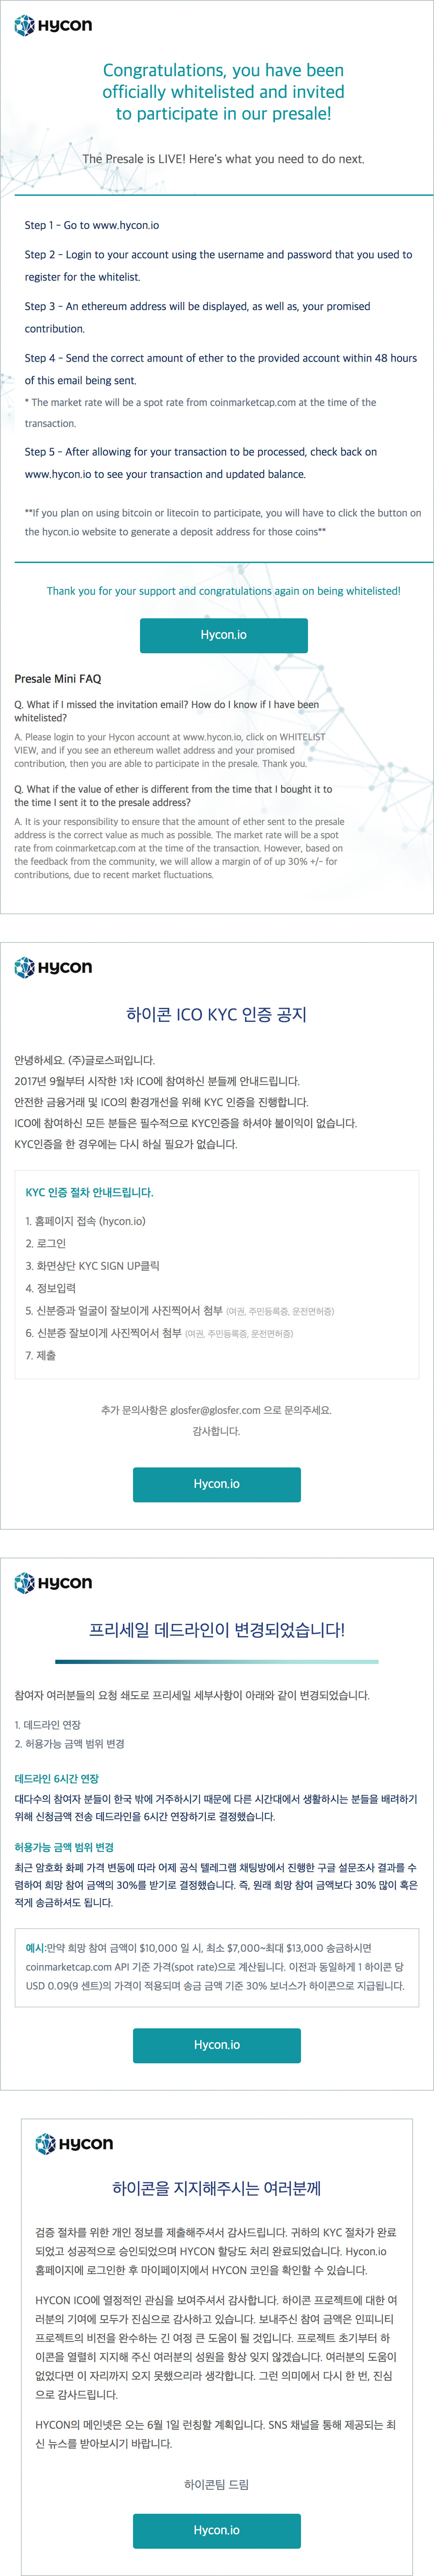 HYCON
Congratulations, you have been
officially whitelisted and invited
to participate in our presale!
The Presale is LIVE! Here's what you need to do next.
Step 1 - Go to www.hycon.io
Step 2 - Login to your account using the username and password that you used to
register for the whitelist.
Step 3 - An ethereum address will be displayed, as well as, your promised
contribution.
Step 4 - Send the correct amount of ether to the provided account within 48 hours
of this email being sent.
* The market rate will be a spot rate from coinmarketcap.com at the time of the
transaction.
Step 5 - After allowing for your transaction to be processed, check back on
www.hycon.io to see your transaction and updated balance.
**If you plan on using bitcoin or litecoin to participate, you will have to click the button on
the hycon.io website to generate a deposit address for those coins**
Thank you for your support and congratulations again on being whitelisted!
Hycon.io
Presale Mini FAQ
Q. What if I missed the invitation email? How do I know if I have been
whitelisted?
A. Please login to your Hycon account at www.hycon.io, click on WHITELIST
VIEW, and if you see an ethereum wallet address and your promised
contribution, then you are able to participate in the presale. Thank you.
Q. What if the value of ether is different from the time that I bought it to
the time I sent it to the presale address?
A. It is your responsibility to ensure that the amount of ether sent to the presale
address is the correct value as much as possible. The market rate will be a spot
rate from coinmarketcap.com at the time of the transaction. However, based on
the feedback from the community, we will allow a margin of of up 30% +/- for
contributions, due to recent market fluctuations.
HYCON
하이콘 ICO KYC 인증 공지
안녕하세요. (주)글로스퍼입니다.
2017년 9월부터 시작한 1차 ICO에 참여하신 분들께 안내드립니다.
안전한 금융거래 및 ICO의 환경개선을 위해 KYC 인증을 진행합니다.
ICO에 참여하신 모든 분들은 필수적으로 KYC인증을 하셔야 불이익이 없습니다.
KYC인증을 한 경우에는 다시 하실 필요가 없습니다.
KYC 인증 절차 안내드립니다.
1. 홈페이지 접속 (hycon.io)
2. 로그인
3. 화면상단 KYC SIGN UP클릭
4. 정보입력
5. 신분증과 얼굴이 잘보이게 사진찍어서 첨부 (여권, 주민등록증, 운전면허증)
6. 신분증 잘보이게 사진찍어서 첨부 (여권, 주민등록증, 운전면허증)
7. 제출
추가 문의사항은 glosfer@glosfer.com 으로 문의주세요.
감사합니다.
Hycon.io
HYCON
프리세일 데드라인이 변경되었습니다!
참여자 여러분들의 요청 쇄도로 프리세일 세부사항이 아래와 같이 변경되었습니다.
1. 데드라인 연장
2. 허용가능 금액 범위 변경
데드라인 6시간 연장
대다수의 참여자 분들이 한국 밖에 거주하시기 때문에 다른 시간대에서 생활하시는 분들을 배려하기
위해 신청금액 전송 데드라인을 6시간 연장하기로 결정했습니다.
허용가능 금액 범위 변경
최근 암호화 화폐 가격 변동에 따라 어제 공식 텔레그램 채팅방에서 진행한 구글 설문조사 결과를 수
렴하여 희망 참여 금액의 30%를 받기로 결정했습니다. 즉, 원래 희망 참여 금액보다 30% 많이 혹은
적게 송금하셔도 됩니다.
예시:만약 희망 참여 금액이 $10,000 일 시, 최소 $7,000~최대 $13,000 송금하시면
coinmarketcap.com API 기준 가격(spot rate)으로 계산됩니다. 이전과 동일하게 1 하이콘 당
USD 0.09(9 센트)의 가격이 적용되며 송금 금액 기준 30% 보너스가 하이콘으로 지급됩니다.
Hycon.io
HYCON
하이콘을 지지해주시는 여러분께
검증 절차를 위한 개인 정보를 제출해주셔서 감사드립니다. 귀하의 KYC 절차가 완료
되었고 성공적으로 승인되었으며 HYCON 할당도 처리 완료되었습니다. Hycon.io
홈페이지에 로그인한 후 마이페이지에서 HYCON 코인을 확인할 수 있습니다.
HYCON ICO에 열정적인 관심을 보여주셔서 감사합니다. 하이콘 프로젝트에 대한 여
러분의 기여에 모두가 진심으로 감사하고 있습니다. 보내주신 참여 금액은 인피니티
프로젝트의 비전을 완수하는 긴 여정 큰 도움이 될 것입니다. 프로젝트 초기부터 하
이콘을 열렬히 지지해 주신 여러분의 성원을 항상 잊지 않겠습니다. 여러분의 도움이
없었다면 이 자리까지 오지 못했으리라 생각합니다. 그런 의미에서 다시 한 번, 진심
으로 감사드립니다.
HYCON의 메인넷은 오는 6월 1일 런칭할 계획입니다. SNS 채널을 통해 제공되는 최
신 뉴스를 받아보시기 바랍니다.
하이콘팀 드림
Hycon.io